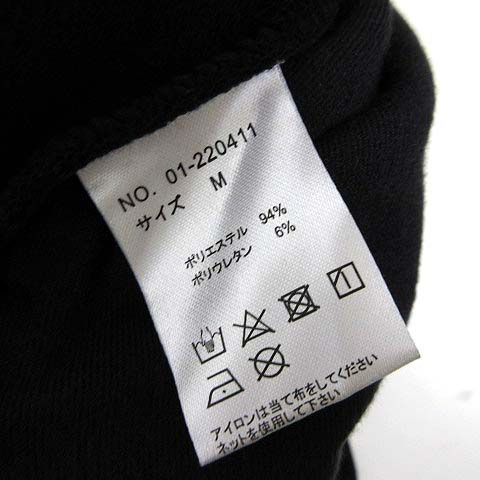 NO. 01-220411
サイズ M
ポリエステル 94%
ポリウレタン 6%
アイロンは当て布をしてください
ネットを使用して下さい